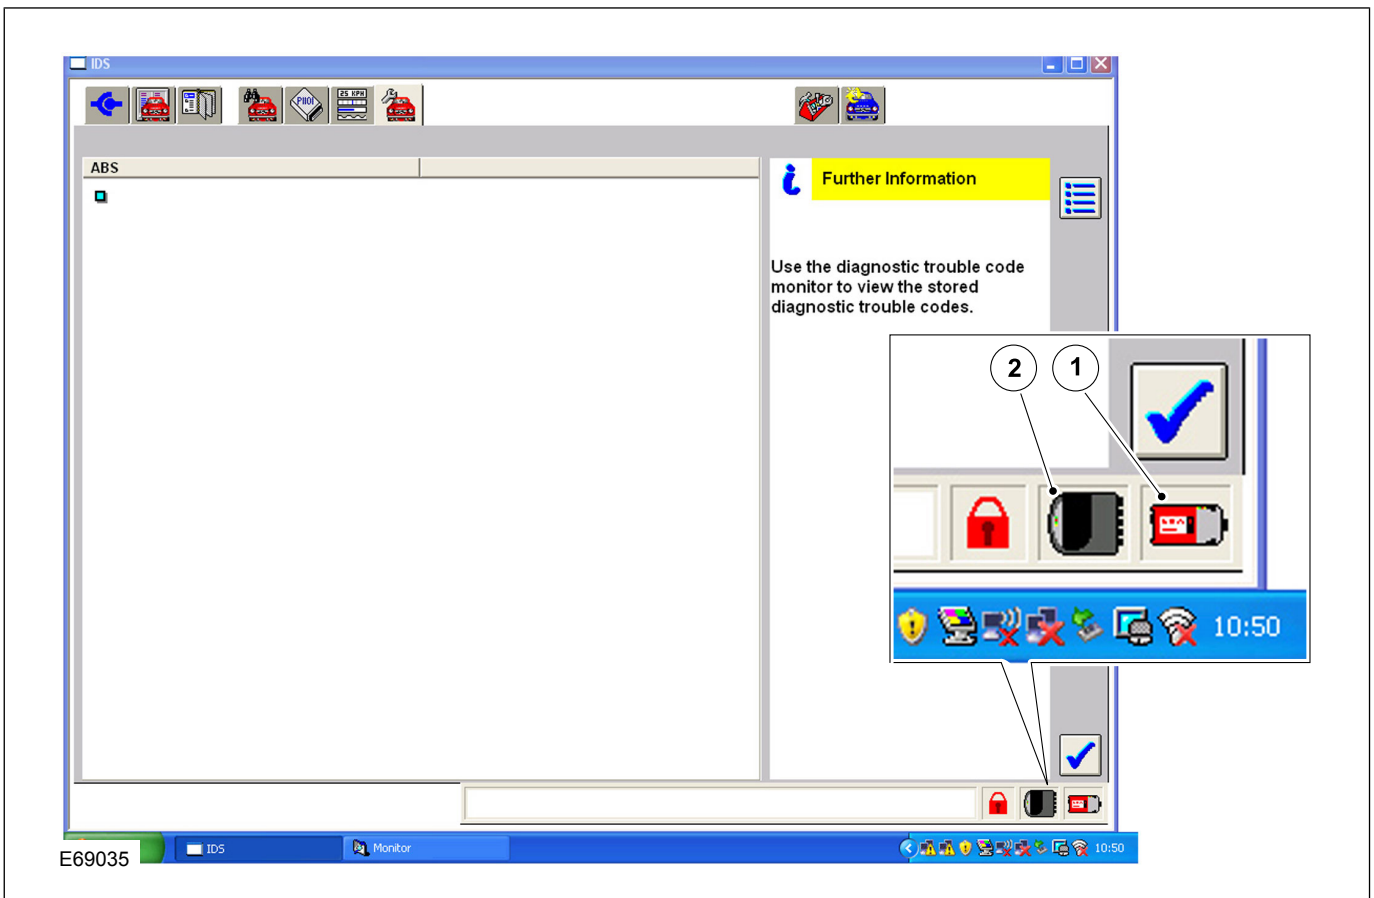 IDS
P1101
25 KPH
ABS
Further Information
Use the diagnostic trouble code
monitor to view the stored
diagnostic trouble codes.
2
1
10:50
E69035
IDS
Monitor
10:50